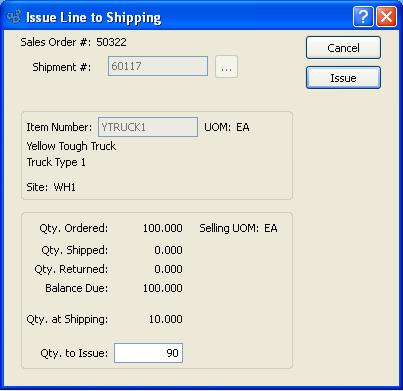 Issue Line to Shipping
Sales Order #: 50322
Cancel
Shipment #: 60117 ...
Issue
Item Number: YTRUCK1 UOM: EA
Yellow Tough Truck
Truck Type 1
Site: WH1
Qty. Ordered: 100.000 Selling UOM: EA
Qty. Shipped: 0.000
Qty. Returned: 0.000
Balance Due: 100.000
Qty. at Shipping: 10.000
Qty. to Issue: 90